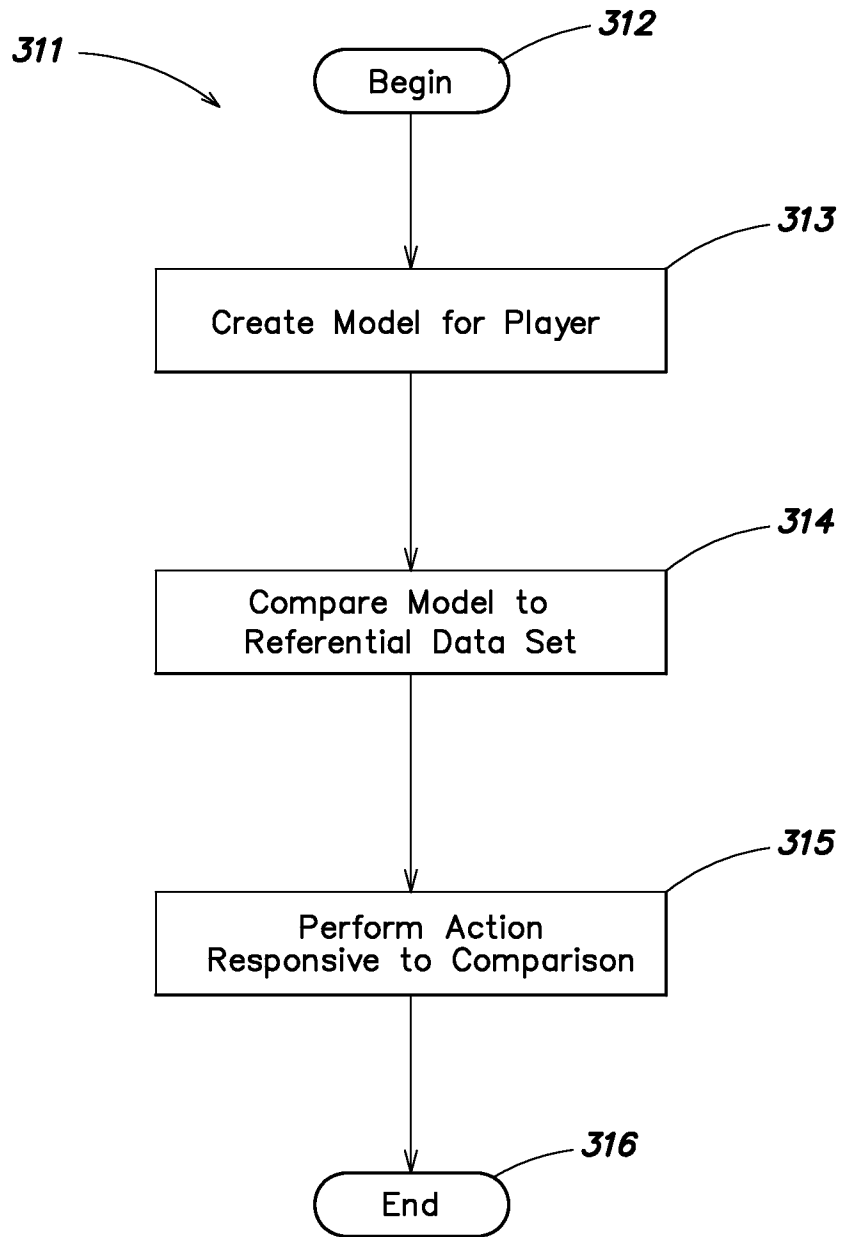 311
312
Begin
313
Create Model for Player
314
Compare Model to
Referential Data Set
315
Perform Action
Responsive to Comparison
316
End